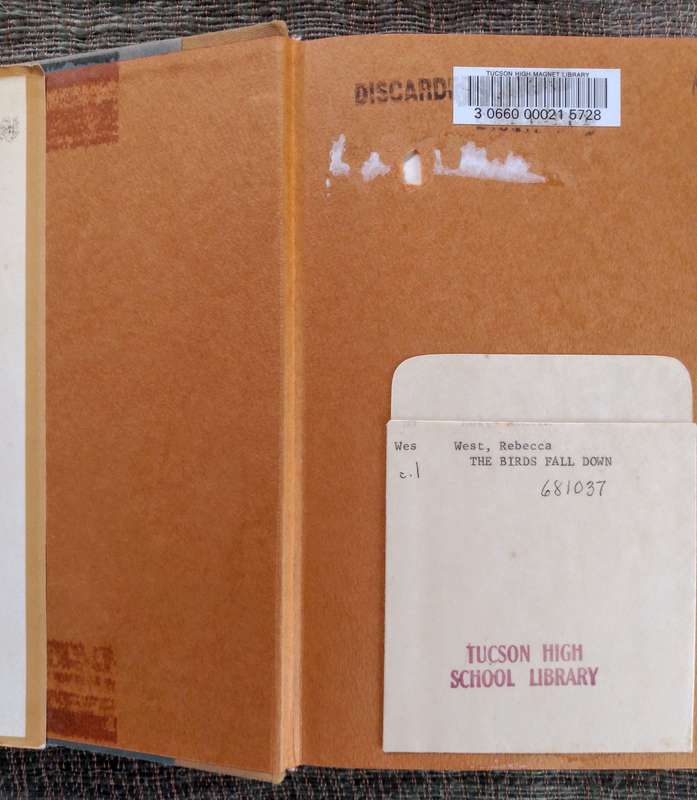 TUCSON HIGH MAGNET LIBRARY
3 0660 00021 5728
Wes West, Rebecca
c.1 THE BIRDS FALL DOWN
681037
TUCSON HIGH
SCHOOL LIBRARY